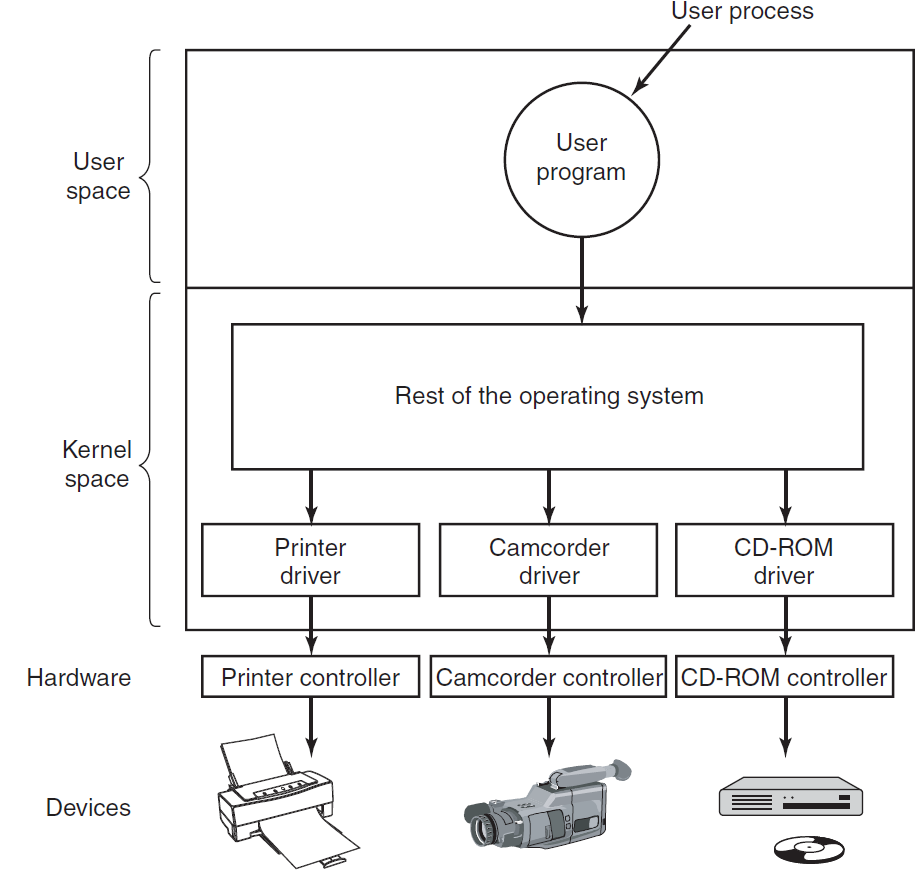 User process
User
program
User
space
Rest of the operating system
Kernel
space
Printer
driver
Camcorder
driver
CD-ROM
driver
Hardware
Printer controller
Camcorder controller
CD-ROM controller
Devices